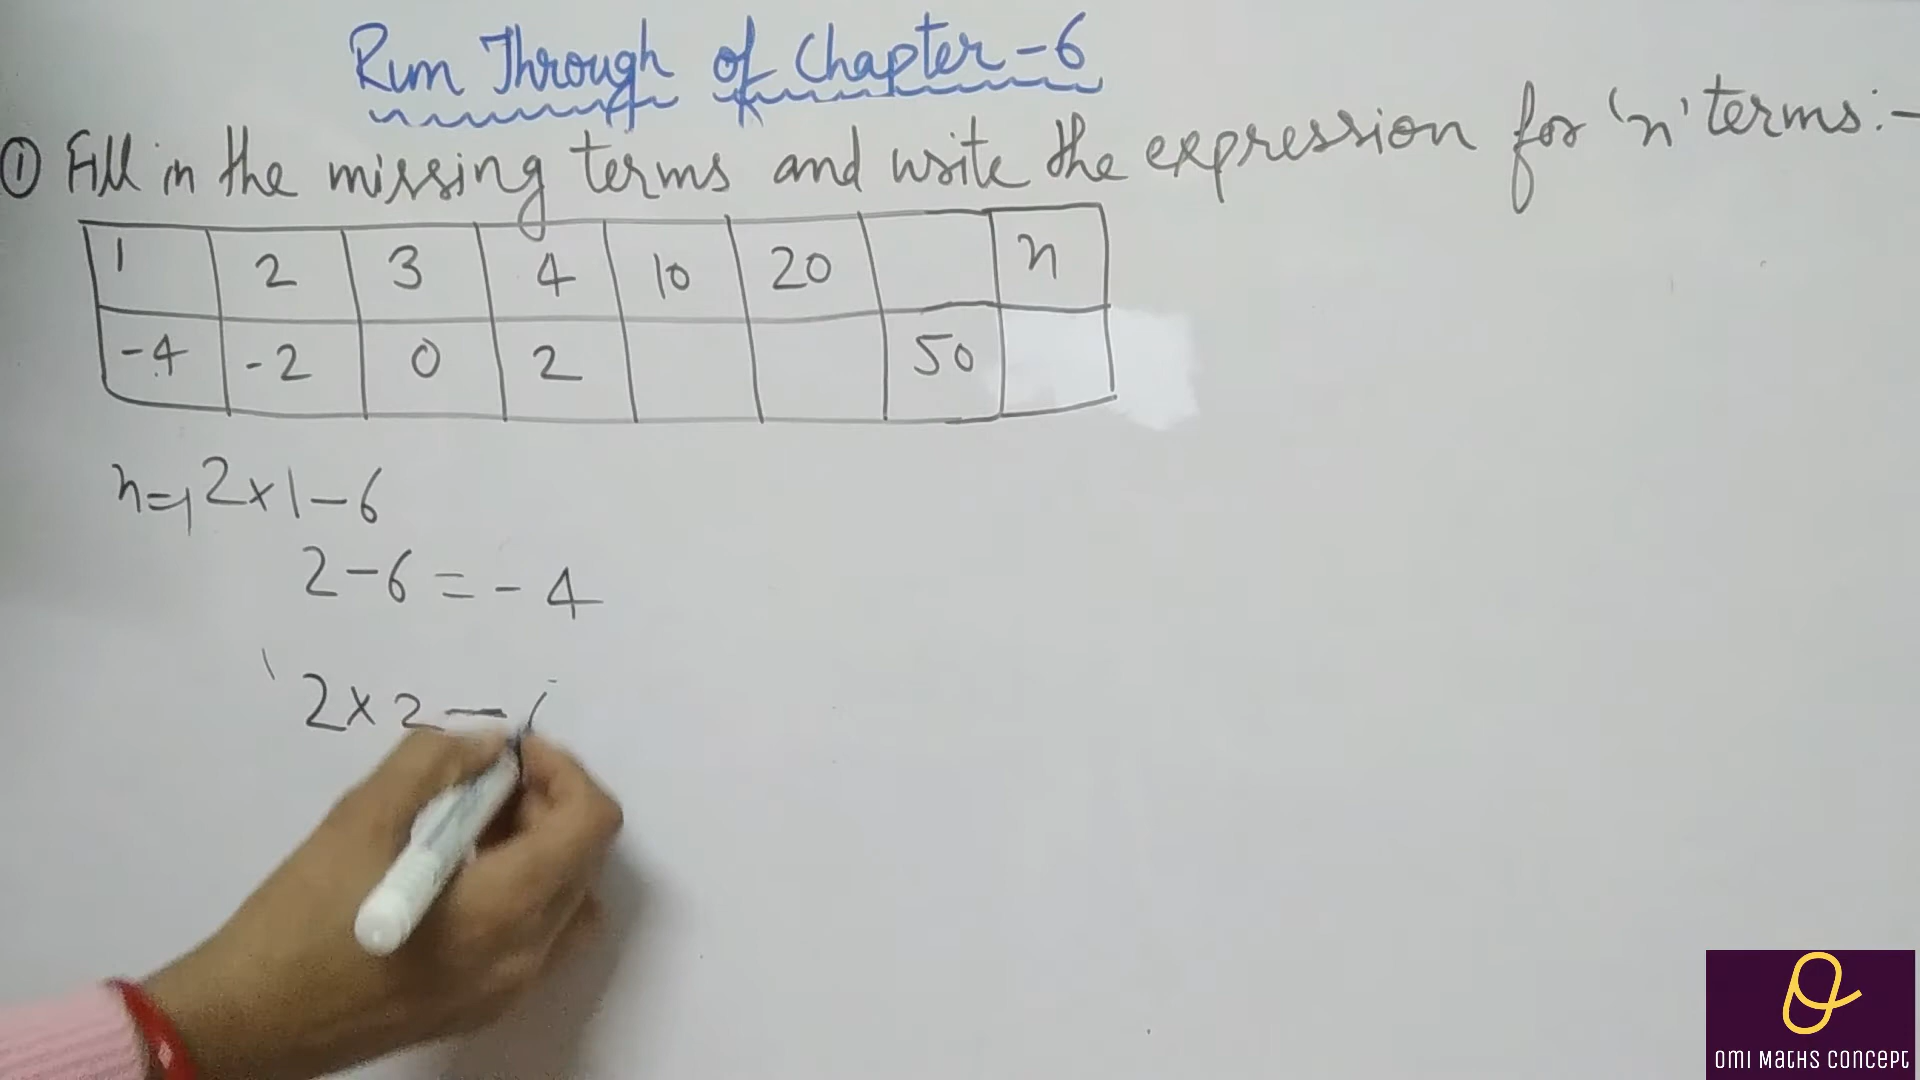 Run Through of Chapter-6
① Fill in the missing terms and write the expression for 'n' terms:-
1 2 3 4 10 20 n
-4 -2 0 2 50
n=1 2×1-6
2-6=-4
2×2-
OMI MATHS CONCEPT